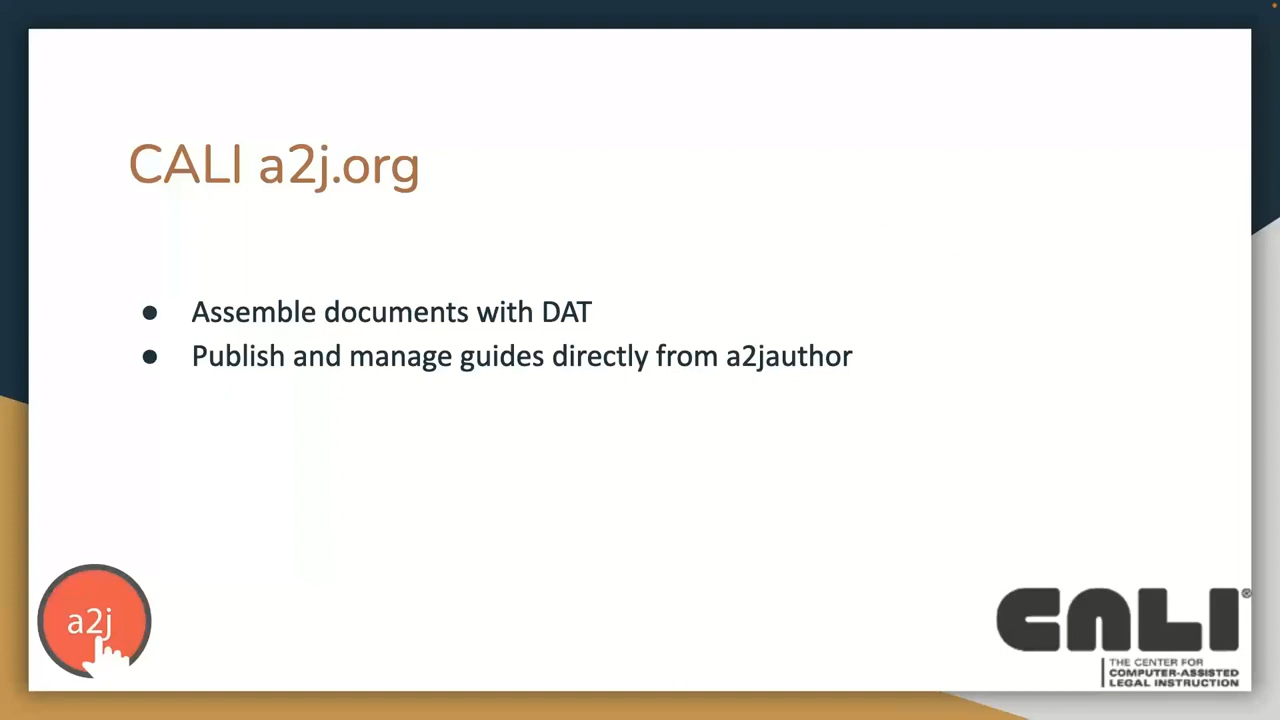 CALI a2j.org
● Assemble documents with DAT
● Publish and manage guides directly from a2jauthor
a2j
CALI®
THE CENTER FOR
COMPUTER-ASSISTED
LEGAL INSTRUCTION